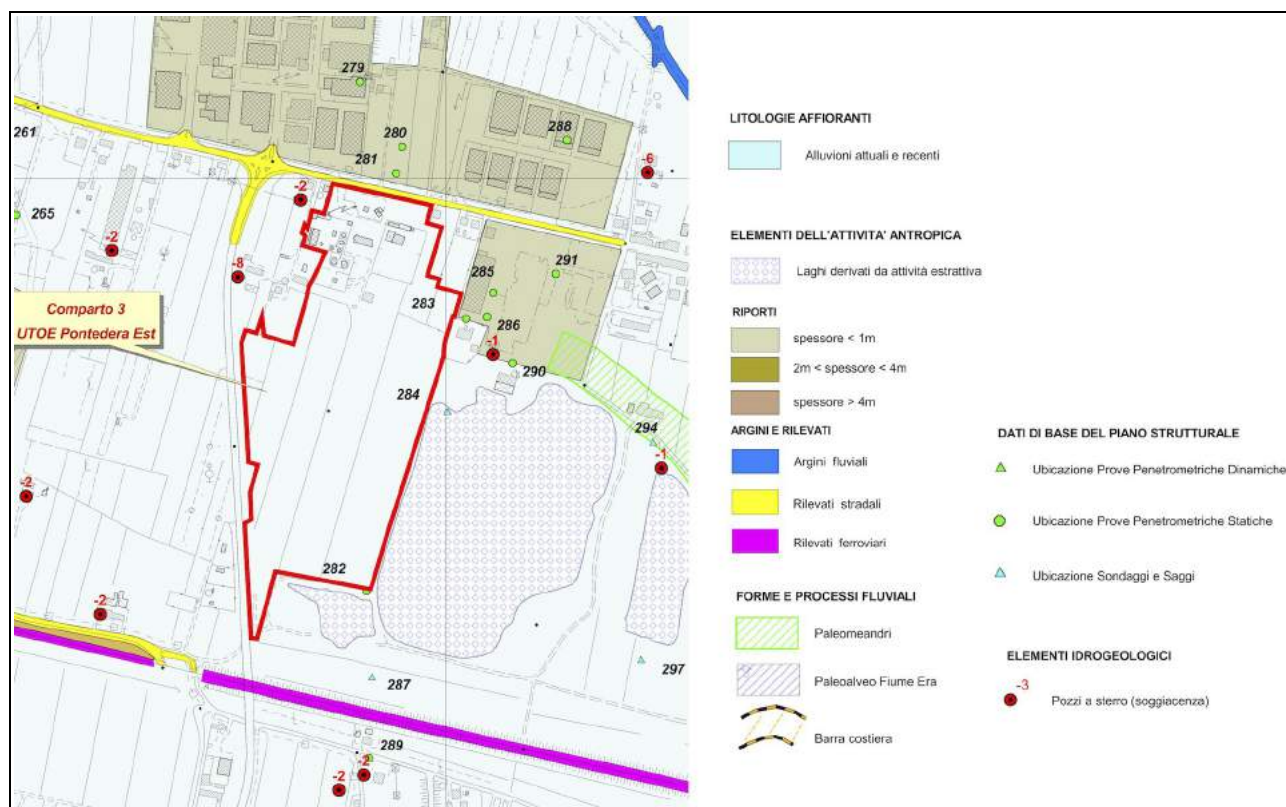 279
288
280
261
281
-6
-2
265
-2
291
-8
285
283
Comparto 3
UTOE Pontedera Est
286
-1
290
284
294
-1
-2
282
-2
297
287
289
-2
-2
LITOLOGIE AFFIORANTI
Alluvioni attuali e recenti
ELEMENTI DELL'ATTIVITA' ANTROPICA
Laghi derivati da attività estrattiva
RIPORTI
spessore < 1m
2m < spessore < 4m
spessore > 4m
ARGINI E RILEVATI
Argini fluviali
Rilevati stradali
Rilevati ferroviari
FORME E PROCESSI FLUVIALI
Paleomeandri
Paleoalveo Fiume Era
Barra costiera
DATI DI BASE DEL PIANO STRUTTURALE
Ubicazione Prove Penetrometriche Dinamiche
Ubicazione Prove Penetrometriche Statiche
Ubicazione Sondaggi e Saggi
ELEMENTI IDROGEOLOGICI
-3
Pozzi a sterro (soggiacenza)